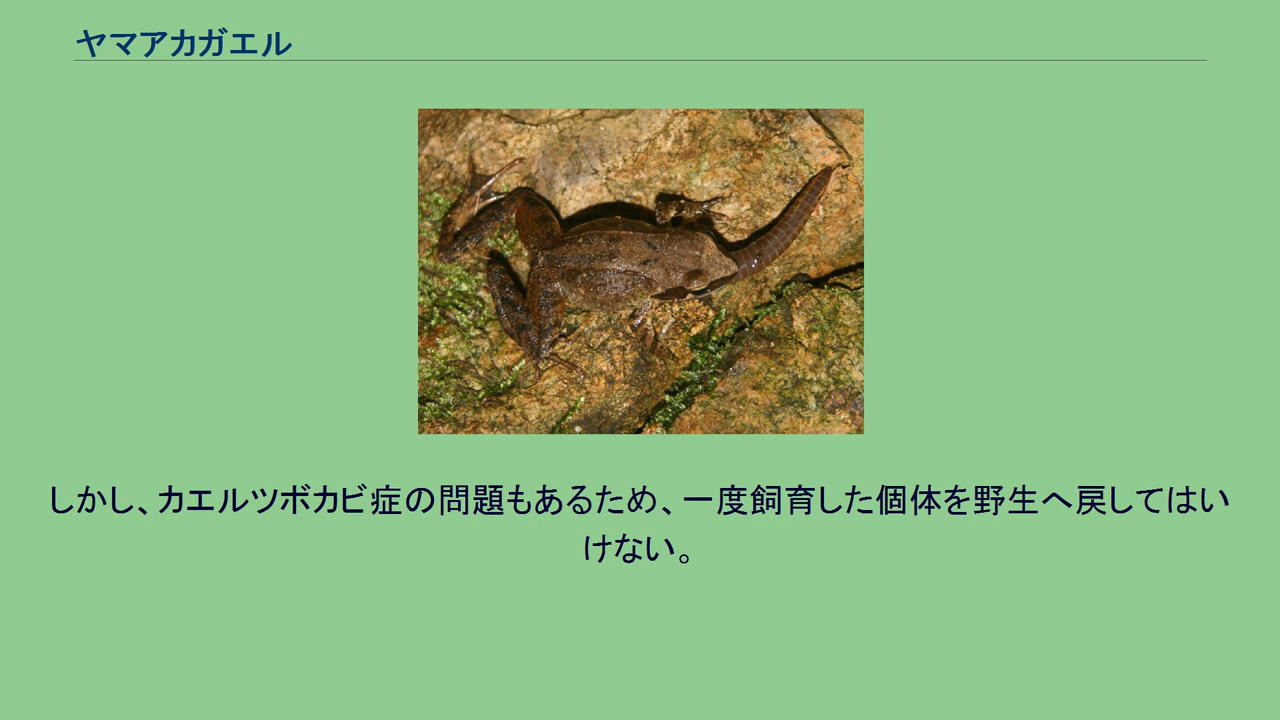 ヤマアカガエル
しかし、カエルツボカビ症の問題もあるため、一度飼育した個体を野生へ戻してはい
けない。